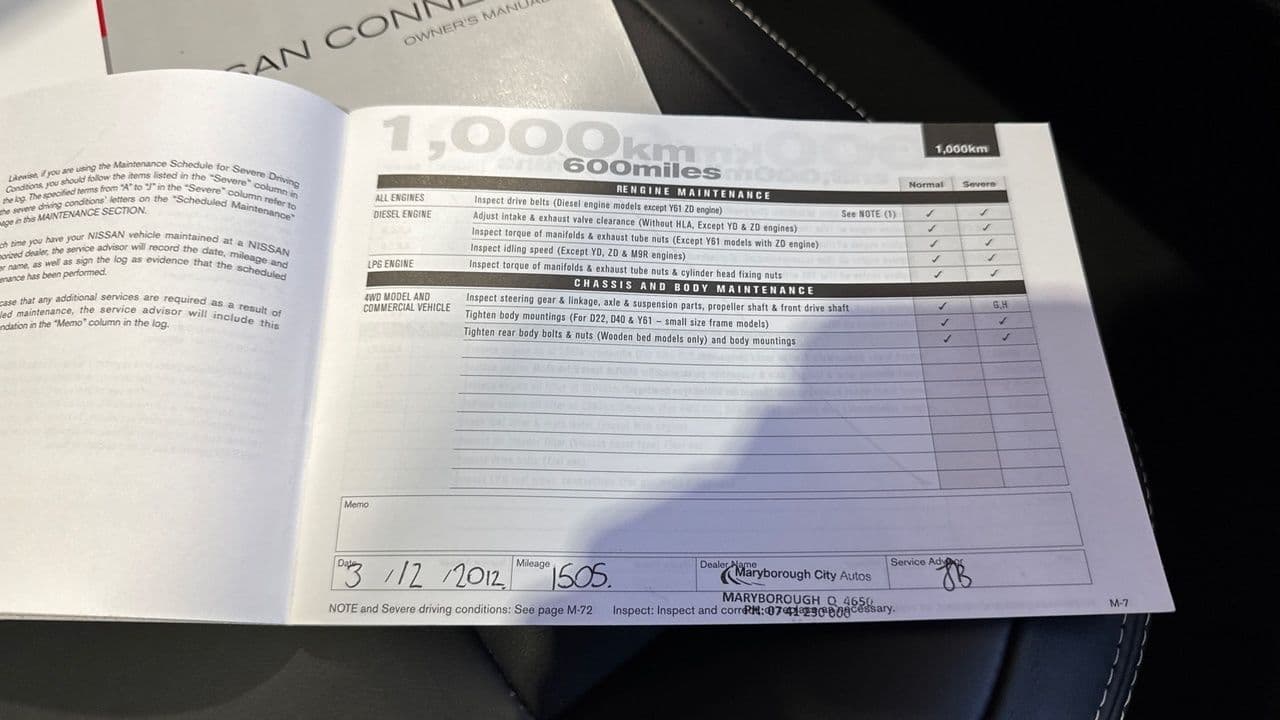 SAN CONNE
OWNER'S MANUAL
Likewise, if you are using the Maintenance Schedule for Severe Driving
Conditions, you should follow the items listed in the "Severe" column in
the log. The specified terms from "A" to "J" in the "Severe" column refer to
the severe driving conditions' letters on the "Scheduled Maintenance"
page in this MAINTENANCE SECTION.
ch time you have your NISSAN vehicle maintained at a NISSAN
orized dealer, the service advisor will record the date, mileage and
er name, as well as sign the log as evidence that the scheduled
enance has been performed.
case that any additional services are required as a result of
led maintenance, the service advisor will include this
ndation in the "Memo" column in the log.
1,000km
600miles
1,000km
Normal Severe
RENGINE MAINTENANCE
ALL ENGINES Inspect drive belts (Diesel engine models except Y61 ZD engine) See NOTE (1) ✓ ✓
DIESEL ENGINE Adjust intake & exhaust valve clearance (Without HLA, Except YD & ZD engines) ✓ ✓
Inspect torque of manifolds & exhaust tube nuts (Except Y61 models with ZD engine) ✓ ✓
Inspect idling speed (Except YD, ZD & M9R engines) ✓ ✓
LPG ENGINE Inspect torque of manifolds & exhaust tube nuts & cylinder head fixing nuts ✓ ✓
CHASSIS AND BODY MAINTENANCE
4WD MODEL AND Inspect steering gear & linkage, axle & suspension parts, propeller shaft & front drive shaft ✓ G,H
COMMERCIAL VEHICLE Tighten body mountings (For D22, D40 & Y61 – small size frame models) ✓ ✓
Tighten rear body bolts & nuts (Wooden bed models only) and body mountings ✓ ✓
Memo
Date 3 /12 /2012 Mileage 1505. Dealer Name Maryborough City Autos Service Advisor JB
MARYBOROUGH Q 4650
NOTE and Severe driving conditions: See page M-72 Inspect: Inspect and necessary.
M-7